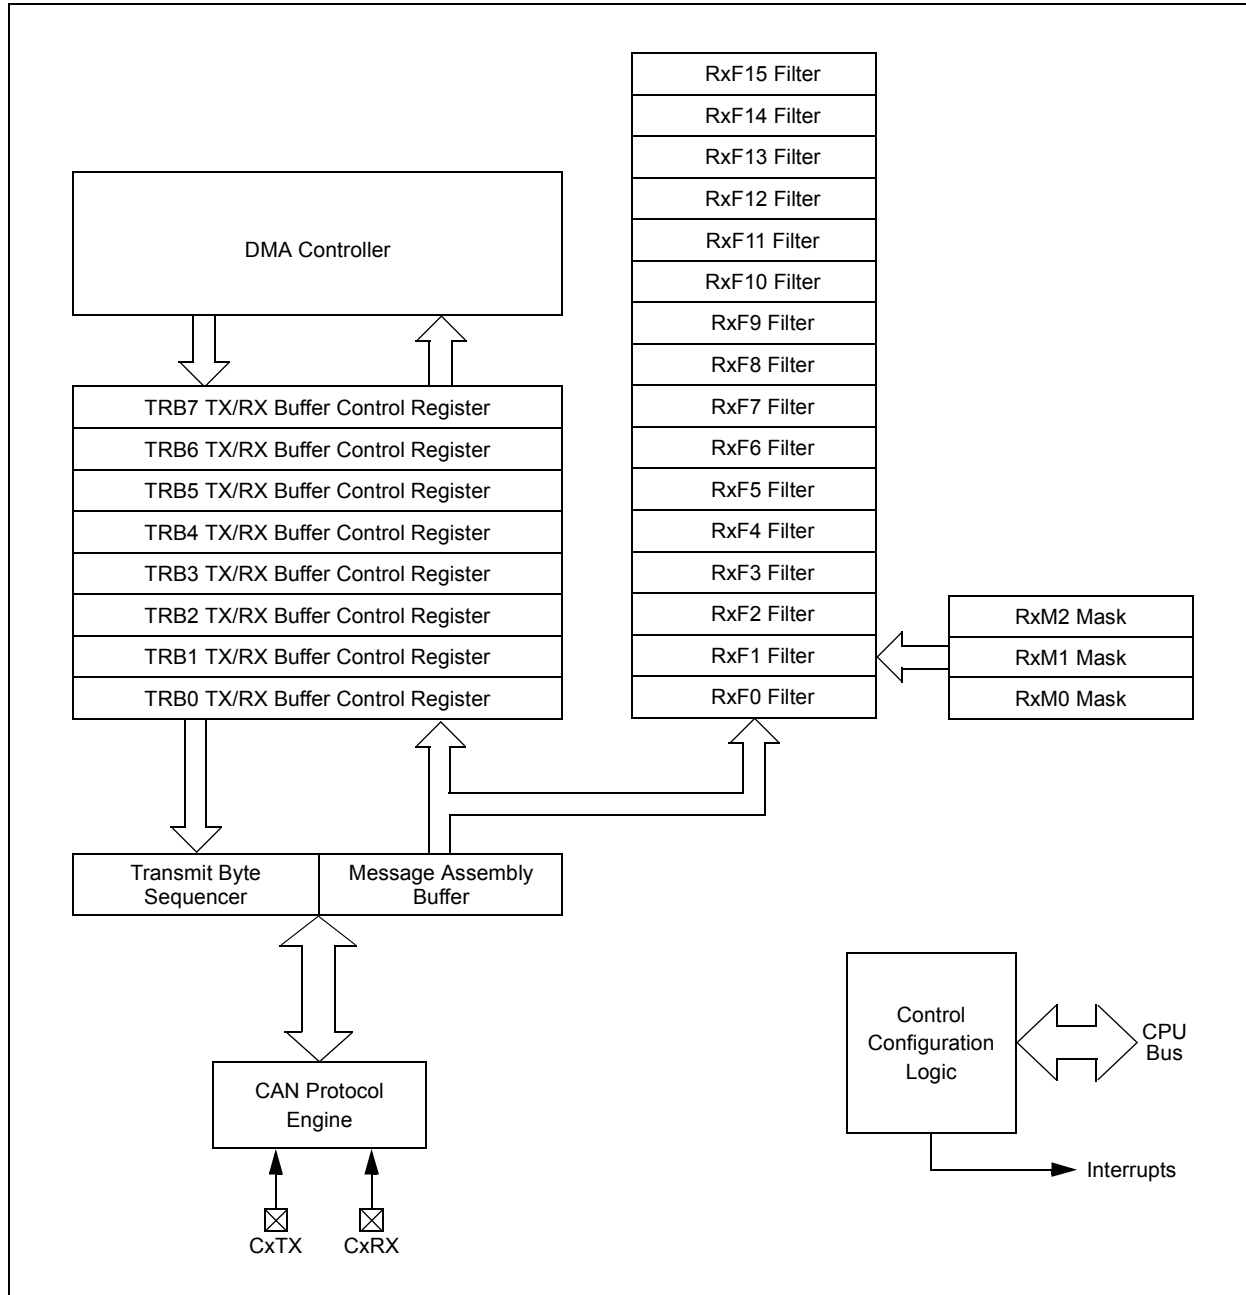 RxF15 Filter
RxF14 Filter
RxF13 Filter
RxF12 Filter
RxF11 Filter
RxF10 Filter
RxF9 Filter
RxF8 Filter
RxF7 Filter
RxF6 Filter
RxF5 Filter
RxF4 Filter
RxF3 Filter
RxF2 Filter
RxF1 Filter
RxF0 Filter
DMA Controller
TRB7 TX/RX Buffer Control Register
TRB6 TX/RX Buffer Control Register
TRB5 TX/RX Buffer Control Register
TRB4 TX/RX Buffer Control Register
TRB3 TX/RX Buffer Control Register
TRB2 TX/RX Buffer Control Register
TRB1 TX/RX Buffer Control Register
TRB0 TX/RX Buffer Control Register
RxM2 Mask
RxM1 Mask
RxM0 Mask
Transmit Byte
Sequencer
Message Assembly
Buffer
CAN Protocol
Engine
CxTX
CxRX
Control
Configuration
Logic
CPU
Bus
Interrupts